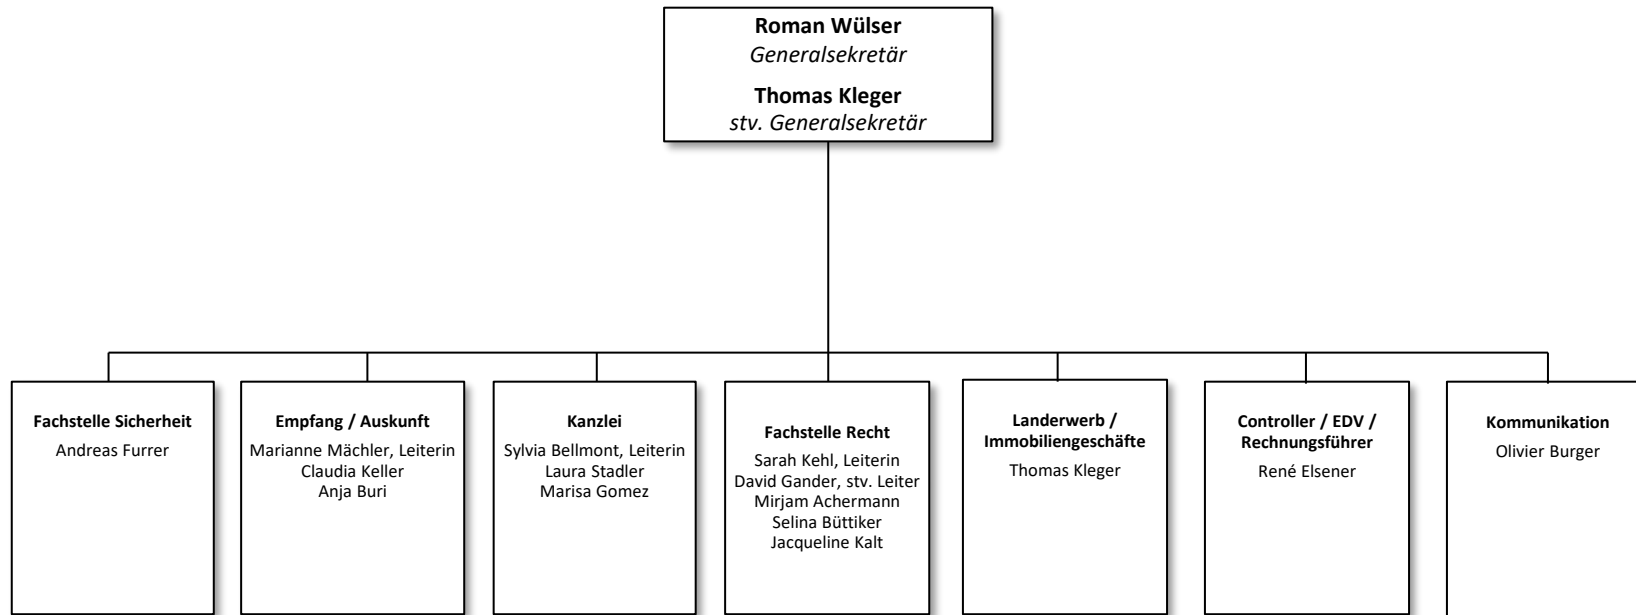 Roman Wülser
Generalsekretär
Thomas Kleger
stv. Generalsekretär
Fachstelle Sicherheit
Andreas Furrer
Empfang / Auskunft
Marianne Mächler, Leiterin
Claudia Keller
Anja Buri
Kanzlei
Sylvia Bellmont, Leiterin
Laura Stadler
Marisa Gomez
Fachstelle Recht
Sarah Kehl, Leiterin
David Gander, stv. Leiter
Mirjam Achermann
Selina Büttiker
Jacqueline Kalt
Landerwerb /
Immobiliengeschäfte
Thomas Kleger
Controller / EDV /
Rechnungsführer
René Elsener
Kommunikation
Olivier Burger